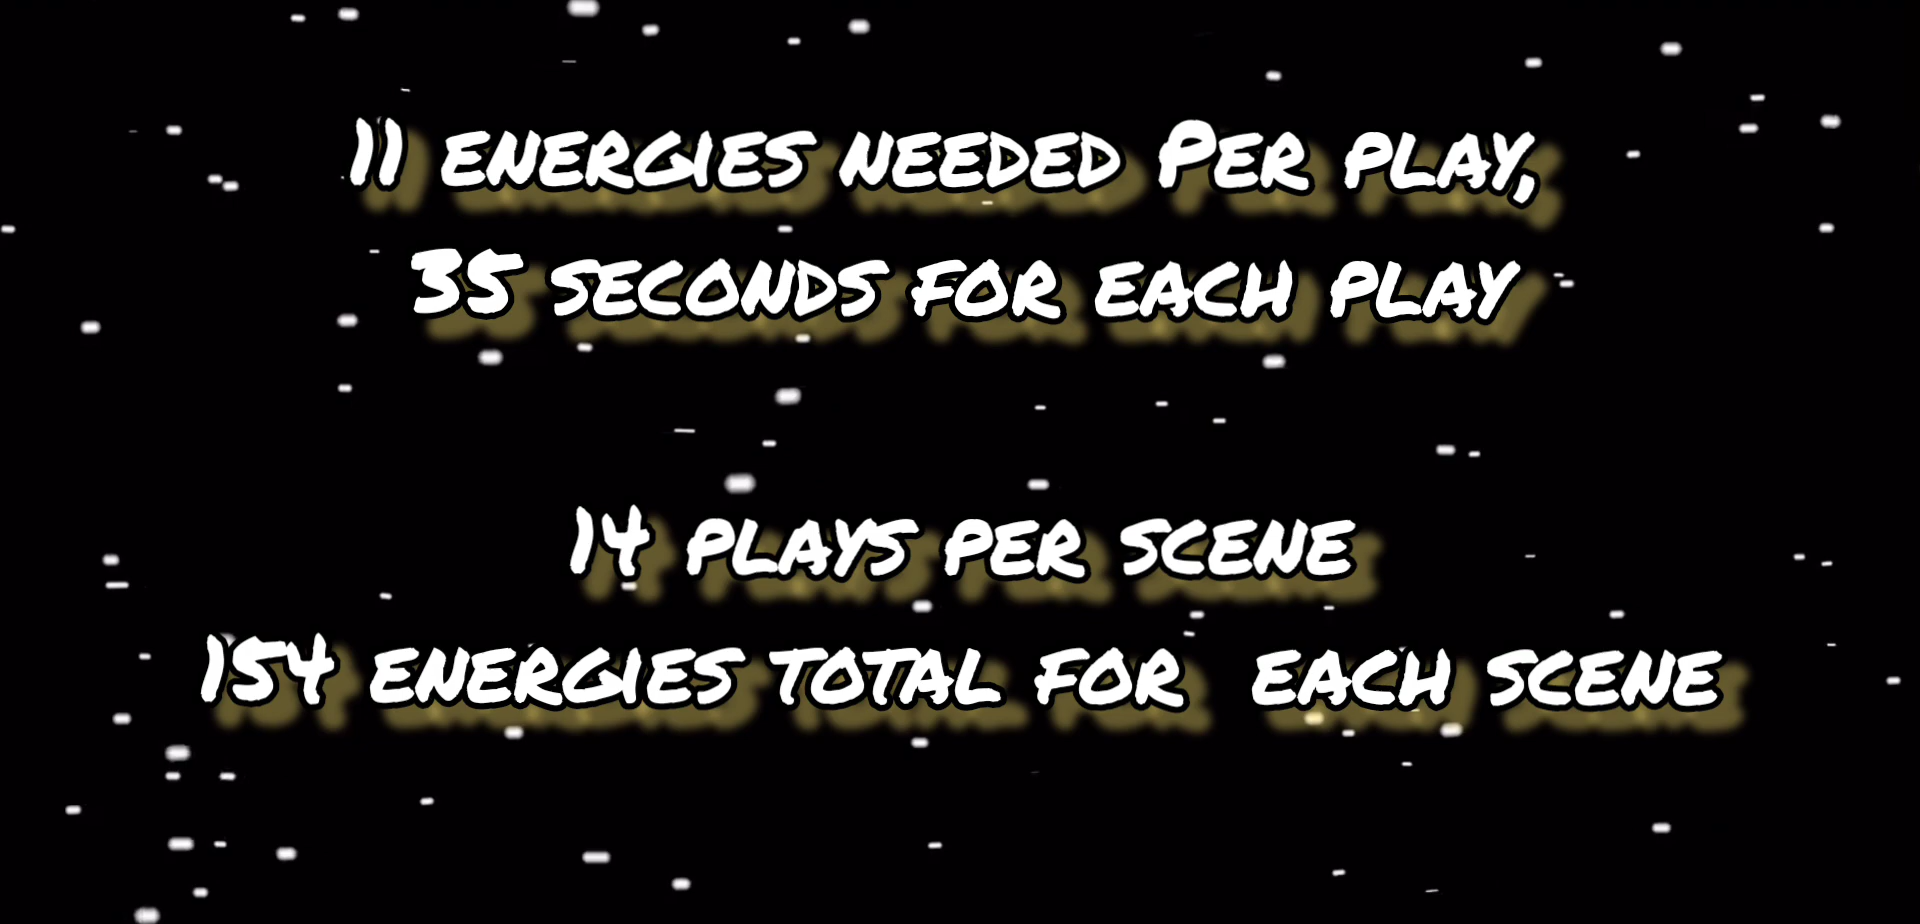 11 ENERGIES NEEDED PER PLAY,
35 SECONDS FOR EACH PLAY
14 PLAYS PER SCENE
154 ENERGIES TOTAL FOR EACH SCENE